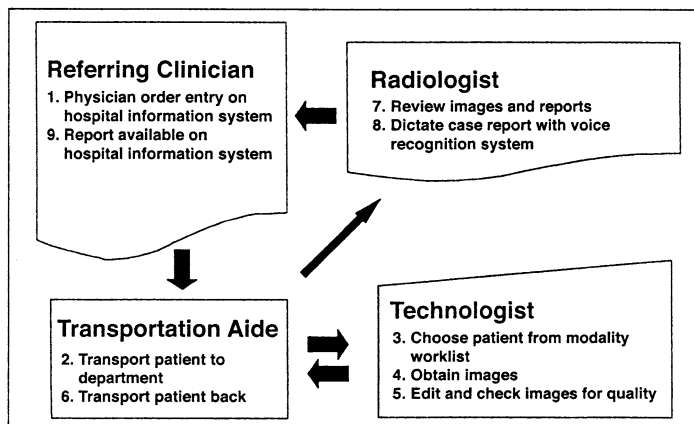 Referring Clinician
1. Physician order entry on
hospital information system
9. Report available on
hospital information system
Radiologist
7. Review images and reports
8. Dictate case report with voice
recognition system
Transportation Aide
2. Transport patient to
department
6. Transport patient back
Technologist
3. Choose patient from modality
worklist
4. Obtain images
5. Edit and check images for quality